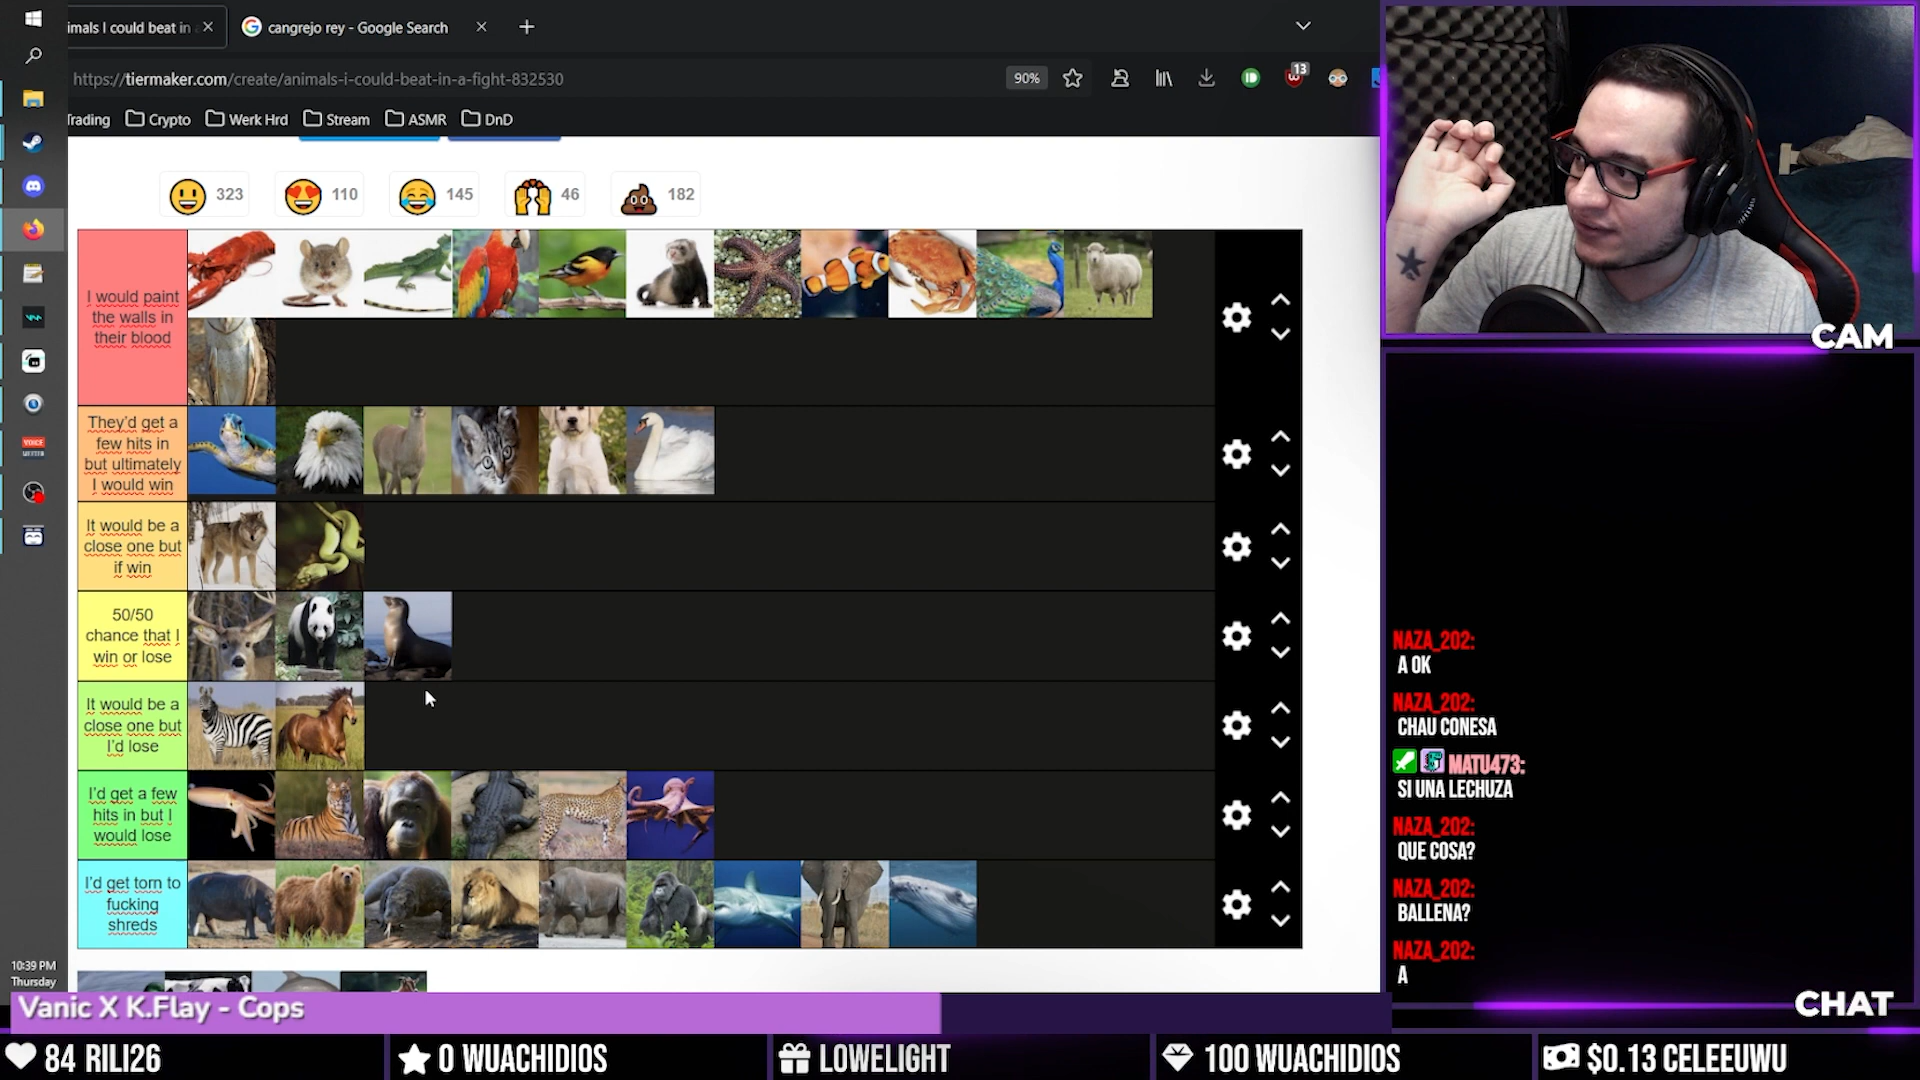 imals I could beat in a
cangrejo rey - Google Search
https://tiermaker.com/create/animals-i-could-beat-in-a-fight-832530
90%
13
Trading
Crypto
Werk Hrd
Stream
ASMR
DnD
323
110
145
46
182
I would paint
the walls in
their blood
They'd get a
few hits in
but ultimately
I would win
It would be a
close one but
if win
50/50
chance that I
win or lose
It would be a
close one but
I'd lose
I'd get a few
hits in but I
would lose
I'd get torn to
fucking
shreds
10:39 PM
Thursday
Vanic X K.Flay - Cops
CAM
NAZA_202:
A OK
NAZA_202:
CHAU CONESA
MATU473:
SI UNA LECHUZA
NAZA_202:
QUE COSA?
NAZA_202:
BALLENA?
NAZA_202:
A
CHAT
84 RILI26
0 WUACHIDIOS
LOWELIGHT
100 WUACHIDIOS
$0.13 CELEEUWU